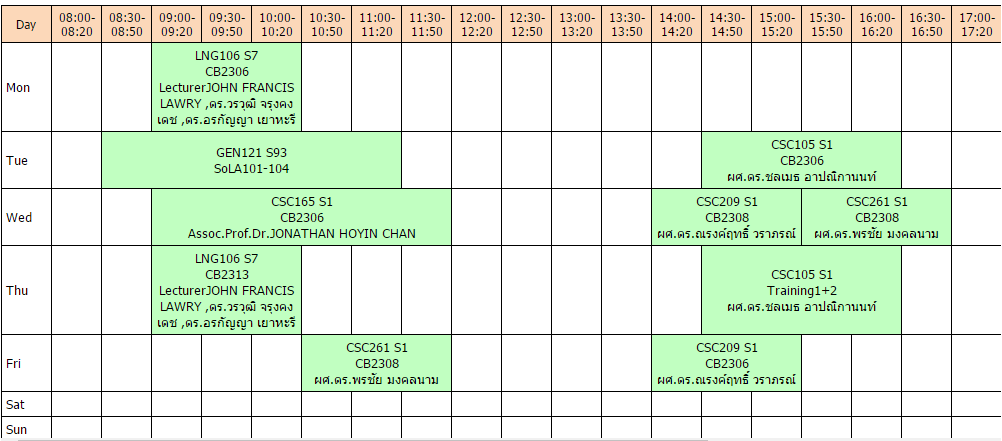 Day
08:00-
08:20
08:30-
08:50
09:00-
09:20
09:30-
09:50
10:00-
10:20
10:30-
10:50
11:00-
11:20
11:30-
11:50
12:00-
12:20
12:30-
12:50
13:00-
13:20
13:30-
13:50
14:00-
14:20
14:30-
14:50
15:00-
15:20
15:30-
15:50
16:00-
16:20
16:30-
16:50
17:00-
17:20
Mon
LNG106 S7
CB2306
LecturerJOHN FRANCIS
LAWRY ,ดร.วรวุฒิ จรุงคง
เดช ,ดร.อรกัญญา เยาหะรี
Tue
GEN121 S93
SoLA101-104
CSC105 S1
CB2306
ผศ.ดร.ชลเมธ อาปณิกานนท์
Wed
CSC165 S1
CB2306
Assoc.Prof.Dr.JONATHAN HOYIN CHAN
CSC209 S1
CB2308
ผศ.ดร.ณรงค์ฤทธิ์ วราภรณ์
CSC261 S1
CB2308
ผศ.ดร.พรชัย มงคลนาม
Thu
LNG106 S7
CB2313
LecturerJOHN FRANCIS
LAWRY ,ดร.วรวุฒิ จรุงคง
เดช ,ดร.อรกัญญา เยาหะรี
CSC105 S1
Training1+2
ผศ.ดร.ชลเมธ อาปณิกานนท์
Fri
CSC261 S1
CB2308
ผศ.ดร.พรชัย มงคลนาม
CSC209 S1
CB2306
ผศ.ดร.ณรงค์ฤทธิ์ วราภรณ์
Sat
Sun